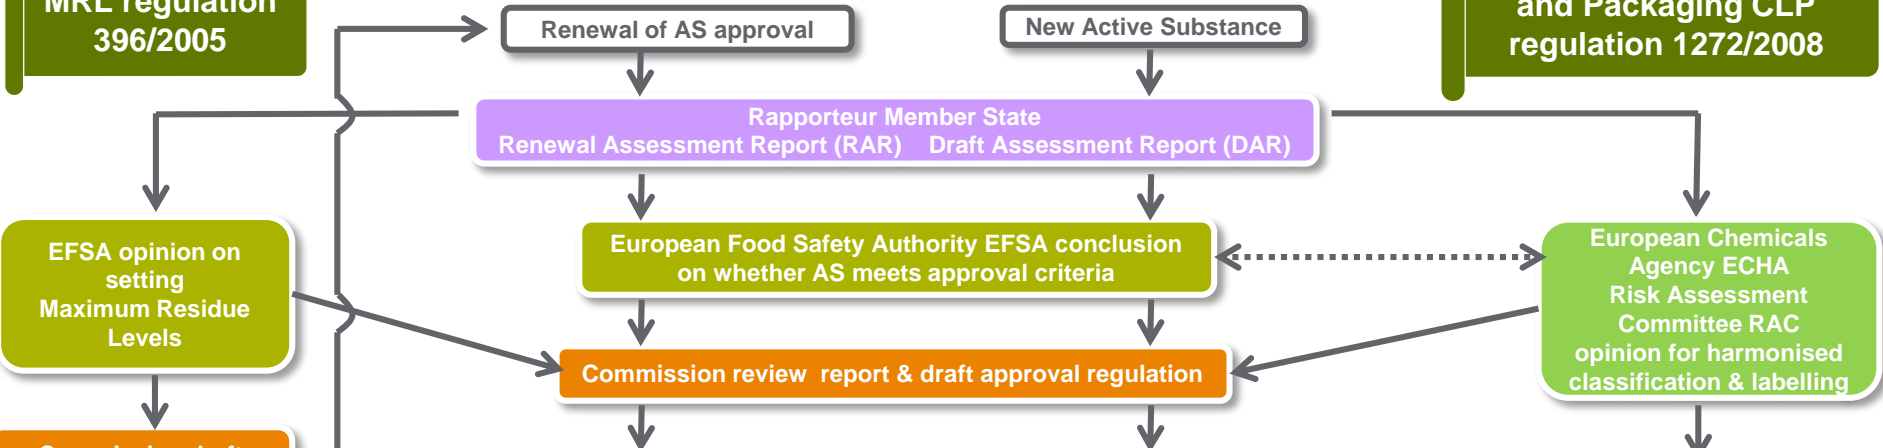 MRL regulation
396/2005
Renewal of AS approval
New Active Substance
and Packaging CLP
regulation 1272/2008
Rapporteur Member State
Renewal Assessment Report (RAR) Draft Assessment Report (DAR)
EFSA opinion on
setting
Maximum Residue
Levels
European Food Safety Authority EFSA conclusion
on whether AS meets approval criteria
European Chemicals
Agency ECHA
Risk Assessment
Committee RAC
opinion for harmonised
classification & labelling
Commission review report & draft approval regulation
Commission draft